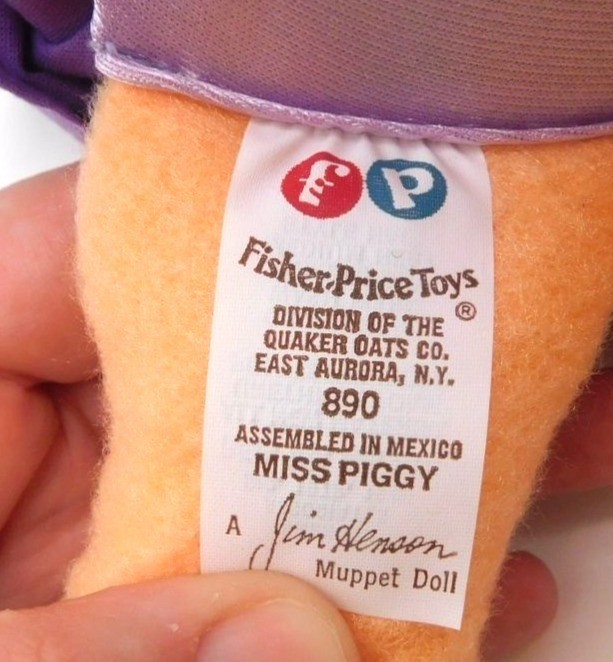 fp
Fisher-Price Toys
®
DIVISION OF THE
QUAKER OATS CO.
EAST AURORA, N.Y.
890
ASSEMBLED IN MEXICO
MISS PIGGY
A Jim Henson
Muppet Doll